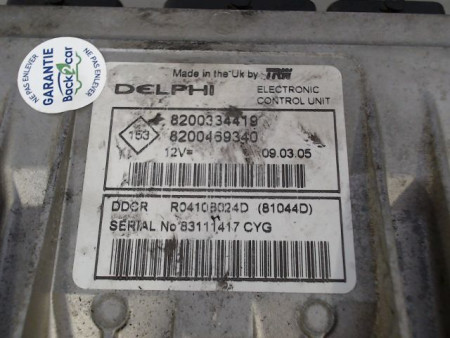 NE PAS ENLEVER
GARANTIE
Back2car
NE PAS ENLEVER
Made in the Uk by TRW
DELPHI
ELECTRONIC
CONTROL UNIT
153
8200334419
8200469340
12V=
09.03.05
DDCR R0410B024D (81044D)
SERIAL No 83111417 CYG